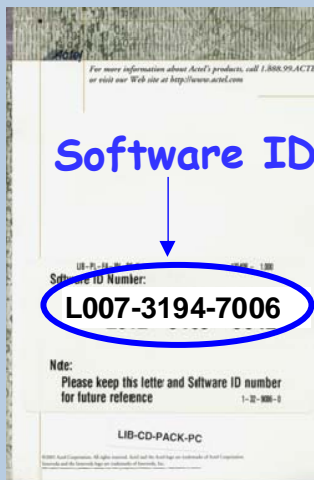 Actel
For more information about Actel's products, call 1.888.99.ACTE
or visit our Web site at http://www.actel.com
Software ID
Software ID Number:
L007-3194-7006
Note:
Please keep this letter and Software ID number
for future reference
LIB-CD-PACK-PC